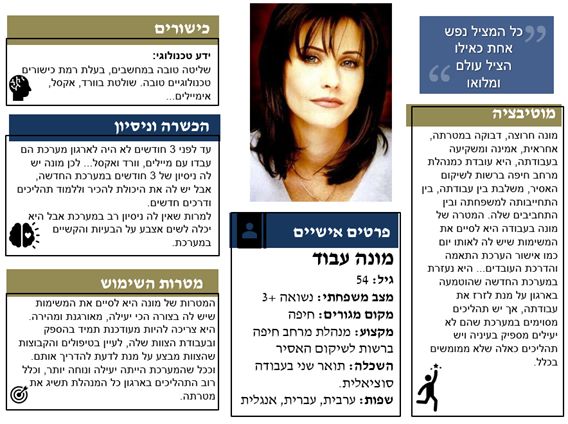 כל המציל נפש
אחת כאילו
הציל עולם
ומלואו
מוטיבציה
מונה חרוצה, דבוקה במטרתה,
אחראית, אמינה ומשקיעה
בעבודתה, היא עובדת כמנהלת
מרחב חיפה ברשות לשיקום
האסיר, משלבת בין עבודתה, בין
התחייבותה למשפחתה ובין
התחביבים שלה. המטרה של
מונה בעבודה היא לסיים את
המשימות שיש לה לאותו יום
כמו אישור הערכת התאמה
והדרכת העובדים... היא נעזרת
במערכת החדשה שהוטמעה
בארגון על מנת לזרז את
עבודתה, אך יש תהליכים
מסוימים במערכת שהם לא
יעילים מספיק בעיניה ויש
תהליכים כאלה שלא ממומשים
בכלל.
פרטים אישיים
מונה עבוד
גיל: 54
מצב משפחתי: נשואה +3
מקום מגורים: חיפה
מקצוע: מנהלת מרחב חיפה
ברשות לשיקום האסיר
השכלה: תואר שני בעבודה
סוציאלית.
שפות: ערבית, עברית, אנגלית
כישורים
ידע טכנולוגי:
שליטה טובה במחשבים, בעלת רמת כישורים
טכנולוגיים טובה. שולטת בוורד, אקסל,
אימיילים...
הכשרה וניסיון
עד לפני 3 חודשים לא היה לארגון מערכת הם
עבדו עם מיילים, וורד ואקסל... לכן מונה יש
לה ניסיון של 3 חודשים במערכת החדשה,
אבל יש לה את היכולת להכיר וללמוד תהליכים
ודרכים חדשים.
למרות שאין לה ניסיון רב במערכת אבל היא
יכלה לשים אצבע על הבעיות והקשיים
במערכת.
מטרות השימוש
המטרות של מונה היא לסיים את המשימות
שיש לה בצורה הכי יעילה, מאורגנת ומהירה.
היא צריכה להיות מעודכנת תמיד בהספק
ובעבודת הצוות שלה, לעיין בטיפולים והקבוצות
שהצוות מבצע על מנת לדעת להדריך אותם.
וככל שהמערכת הייתה יעילה ונוחה יותר, וככל
רוב התהליכים בארגון כל המנהלת תשיג את
מטרתה.